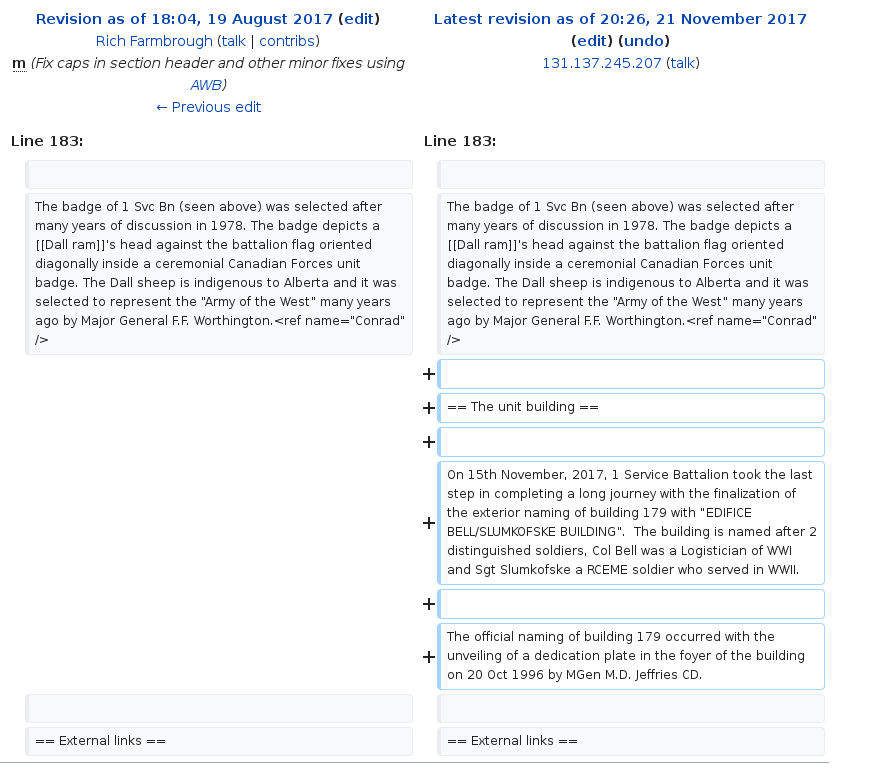 Revision as of 18:04, 19 August 2017 (edit)
Rich Farmbrough (talk | contribs)
m (Fix caps in section header and other minor fixes using
AWB)
← Previous edit
Latest revision as of 20:26, 21 November 2017
(edit) (undo)
131.137.245.207 (talk)
Line 183:
Line 183:
The badge of 1 Svc Bn (seen above) was selected after
many years of discussion in 1978. The badge depicts a
[[Dall ram]]'s head against the battalion flag oriented
diagonally inside a ceremonial Canadian Forces unit
badge. The Dall sheep is indigenous to Alberta and it was
selected to represent the "Army of the West" many years
ago by Major General F.F. Worthington.<ref name="Conrad"
/>
The badge of 1 Svc Bn (seen above) was selected after
many years of discussion in 1978. The badge depicts a
[[Dall ram]]'s head against the battalion flag oriented
diagonally inside a ceremonial Canadian Forces unit
badge. The Dall sheep is indigenous to Alberta and it was
selected to represent the "Army of the West" many years
ago by Major General F.F. Worthington.<ref name="Conrad"
/>
+
+ == The unit building ==
+
+ On 15th November, 2017, 1 Service Battalion took the last
step in completing a long journey with the finalization of
the exterior naming of building 179 with "EDIFICE
BELL/SLUMKOFSKE BUILDING".  The building is named after 2
distinguished soldiers, Col Bell was a Logistician of WWI
and Sgt Slumkofske a RCEME soldier who served in WWII.
+
+ The official naming of building 179 occurred with the
unveiling of a dedication plate in the foyer of the building
on 20 Oct 1996 by MGen M.D. Jeffries CD.
== External links ==
== External links ==